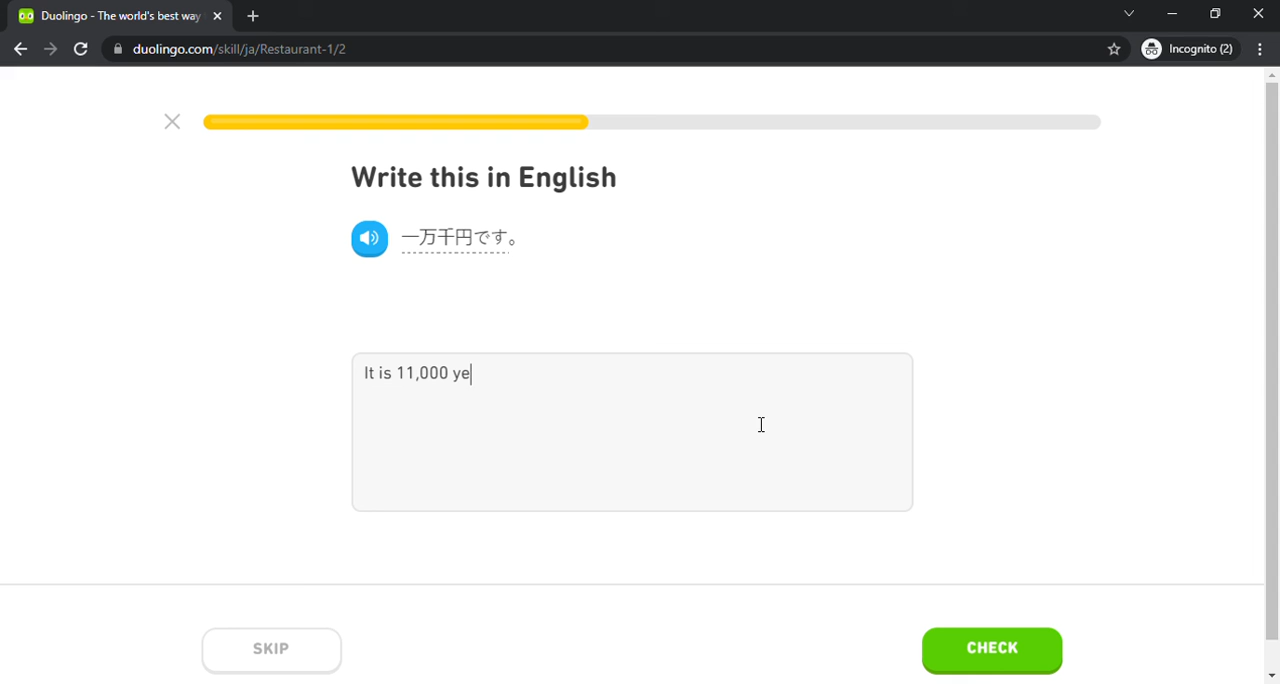 Duolingo - The world's best way
duolingo.com/skill/ja/Restaurant-1/2
Incognito (2)
Write this in English
一万千円です。
It is 11,000 ye
SKIP
CHECK